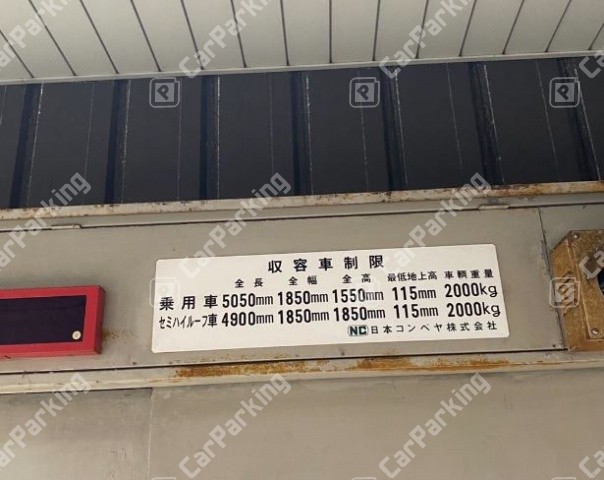 収容車制限
全長 全幅 全高 最低地上高 車輌重量
乗用車 5050mm 1850mm 1550mm 115mm 2000kg
セミハイルーフ車 4900mm 1850mm 1850mm 115mm 2000kg
NC 日本コンベヤ株式会社
CarParking